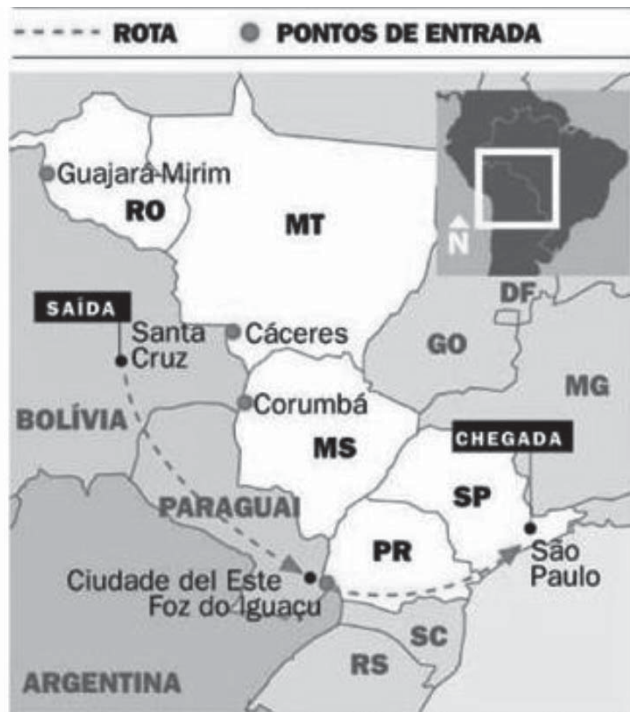 ROTA
PONTOS DE ENTRADA
Guajará-Mirim
RO
MT
N
DF
SAÍDA
Santa
Cruz
Cáceres
GO
MG
BOLÍVIA
Corumbá
MS
CHEGADA
SP
PARAGUAI
PR
São
Paulo
Ciudade del Este
Foz do Iguaçu
SC
RS
ARGENTINA